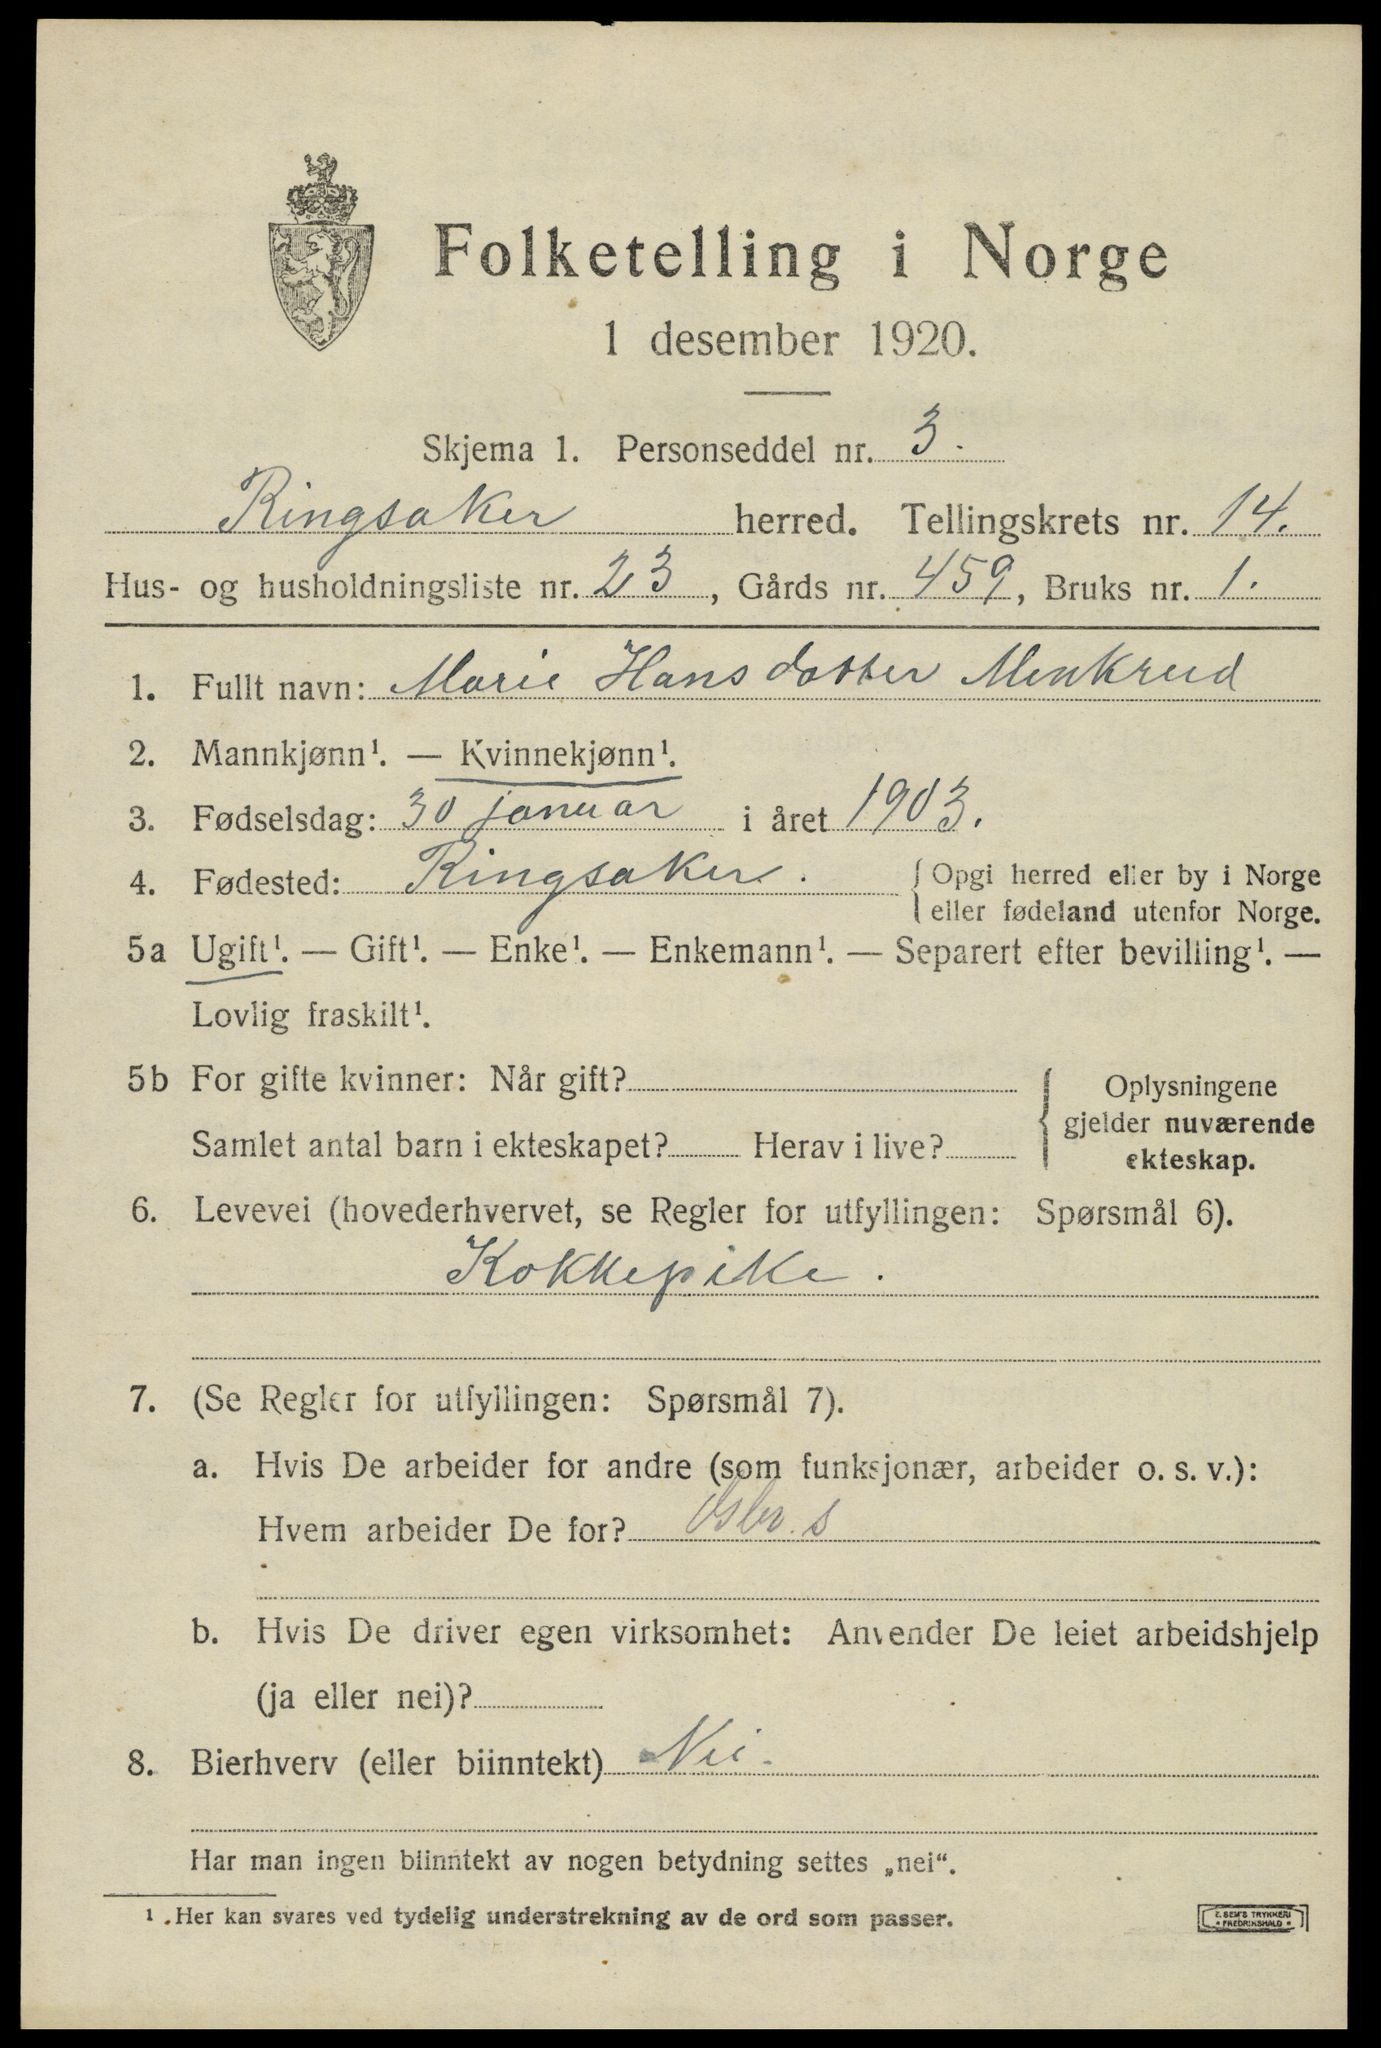 Folketelling i Norge
1 desember 1920.
Skjema 1. Personseddel nr. 3.
Ringsaker herred. Tellingskrets nr. 14.
Hus- og husholdningsliste nr. 23, Gårds nr. 459, Bruks nr. 1.
1. Fullt navn: Marie Hansdatter Menkrud
2. Mannkjønn¹. — Kvinnekjønn¹.
3. Fødselsdag: 30 januar i året 1903.
4. Fødested: Ringsaker. { Opgi herred eller by i Norge
eller fødeland utenfor Norge.
5a Ugift¹. — Gift¹. — Enke¹. — Enkemann¹. — Separert efter bevilling¹. —
Lovlig fraskilt¹.
5b For gifte kvinner: Når gift?
Samlet antal barn i ekteskapet? Herav i live?
Oplysningene
gjelder nuværende
ekteskap.
6. Levevei (hovederhvervet, se Regler for utfyllingen: Spørsmål 6).
Kokkepike.
7. (Se Regler for utfyllingen: Spørsmål 7).
a. Hvis De arbeider for andre (som funksjonær, arbeider o. s. v.):
Hvem arbeider De for?
b. Hvis De driver egen virksomhet: Anvender De leiet arbeidshjelp
(ja eller nei)?
8. Bierhverv (eller biinntekt) Nei.
Har man ingen biinntekt av nogen betydning settes „nei“.
¹ Her kan svares ved tydelig understrekning av de ord som passer.
E. SEM'S TRYKKERI
FREDRIKSHALD